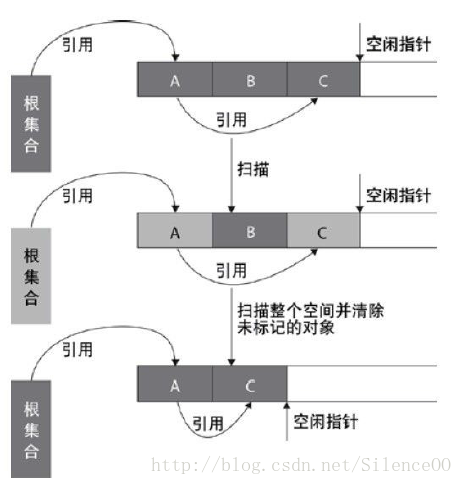 引用
空闲指针
A
B
C
根集合
引用
扫描
引用
空闲指针
A
B
C
根集合
引用
扫描整个空间并清除
未标记的对象
引用
A
C
根集合
引用
空闲指针
http://blog.csdn.net/Silence00